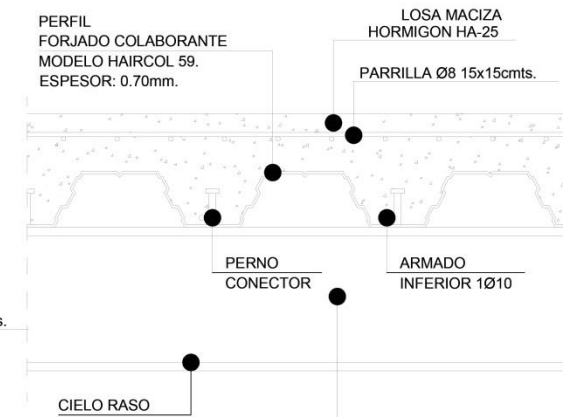 PERFIL
FORJADO COLABORANTE
MODELO HAIRCOL 59.
ESPESOR: 0.70mm.
LOSA MACIZA
HORMIGON HA-25
PARRILLA Ø8 15x15cmts.
PERNO
CONECTOR
ARMADO
INFERIOR 1Ø10
s.
CIELO RASO